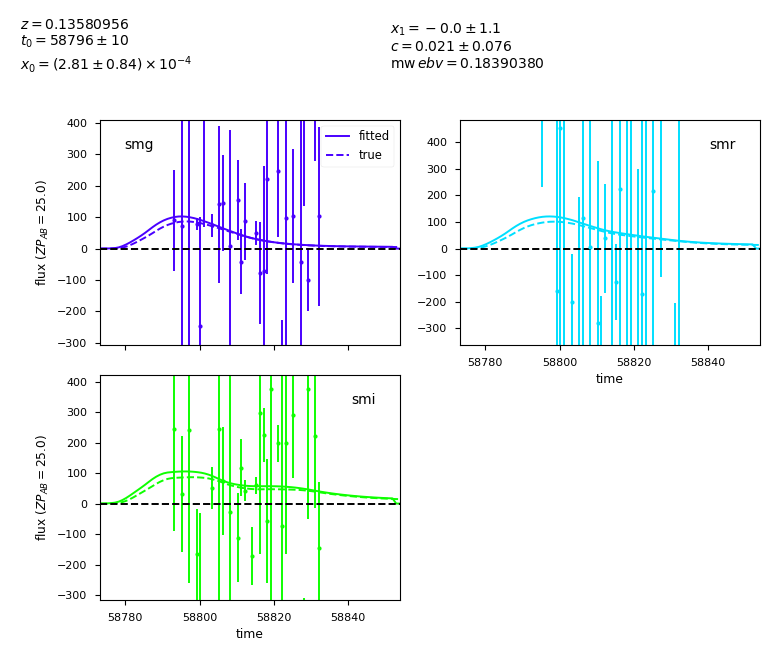 z = 0.13580956
t₀ = 58796 ± 10
x₀ = (2.81 ± 0.84) × 10⁻⁴
x₁ = −0.0 ± 1.1
c = 0.021 ± 0.076
mw ebv = 0.18390380
smg
fitted
true
400
300
200
100
0
−100
−200
−300
flux (ZP_AB = 25.0)
smr
400
300
200
100
0
−100
−200
−300
58780 58800 58820 58840
time
smi
400
300
200
100
0
−100
−200
−300
flux (ZP_AB = 25.0)
58780 58800 58820 58840
time